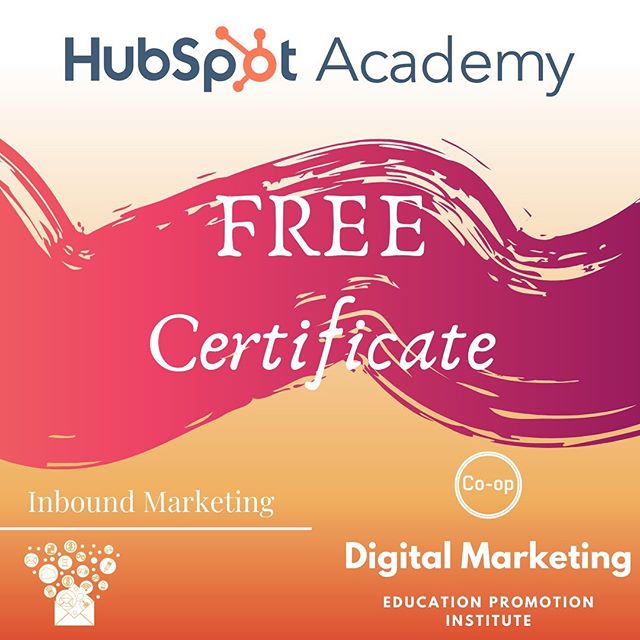 HubSpot Academy
FREE
Certificate
Inbound Marketing
Co-op
Digital Marketing
EDUCATION PROMOTION
INSTITUTE